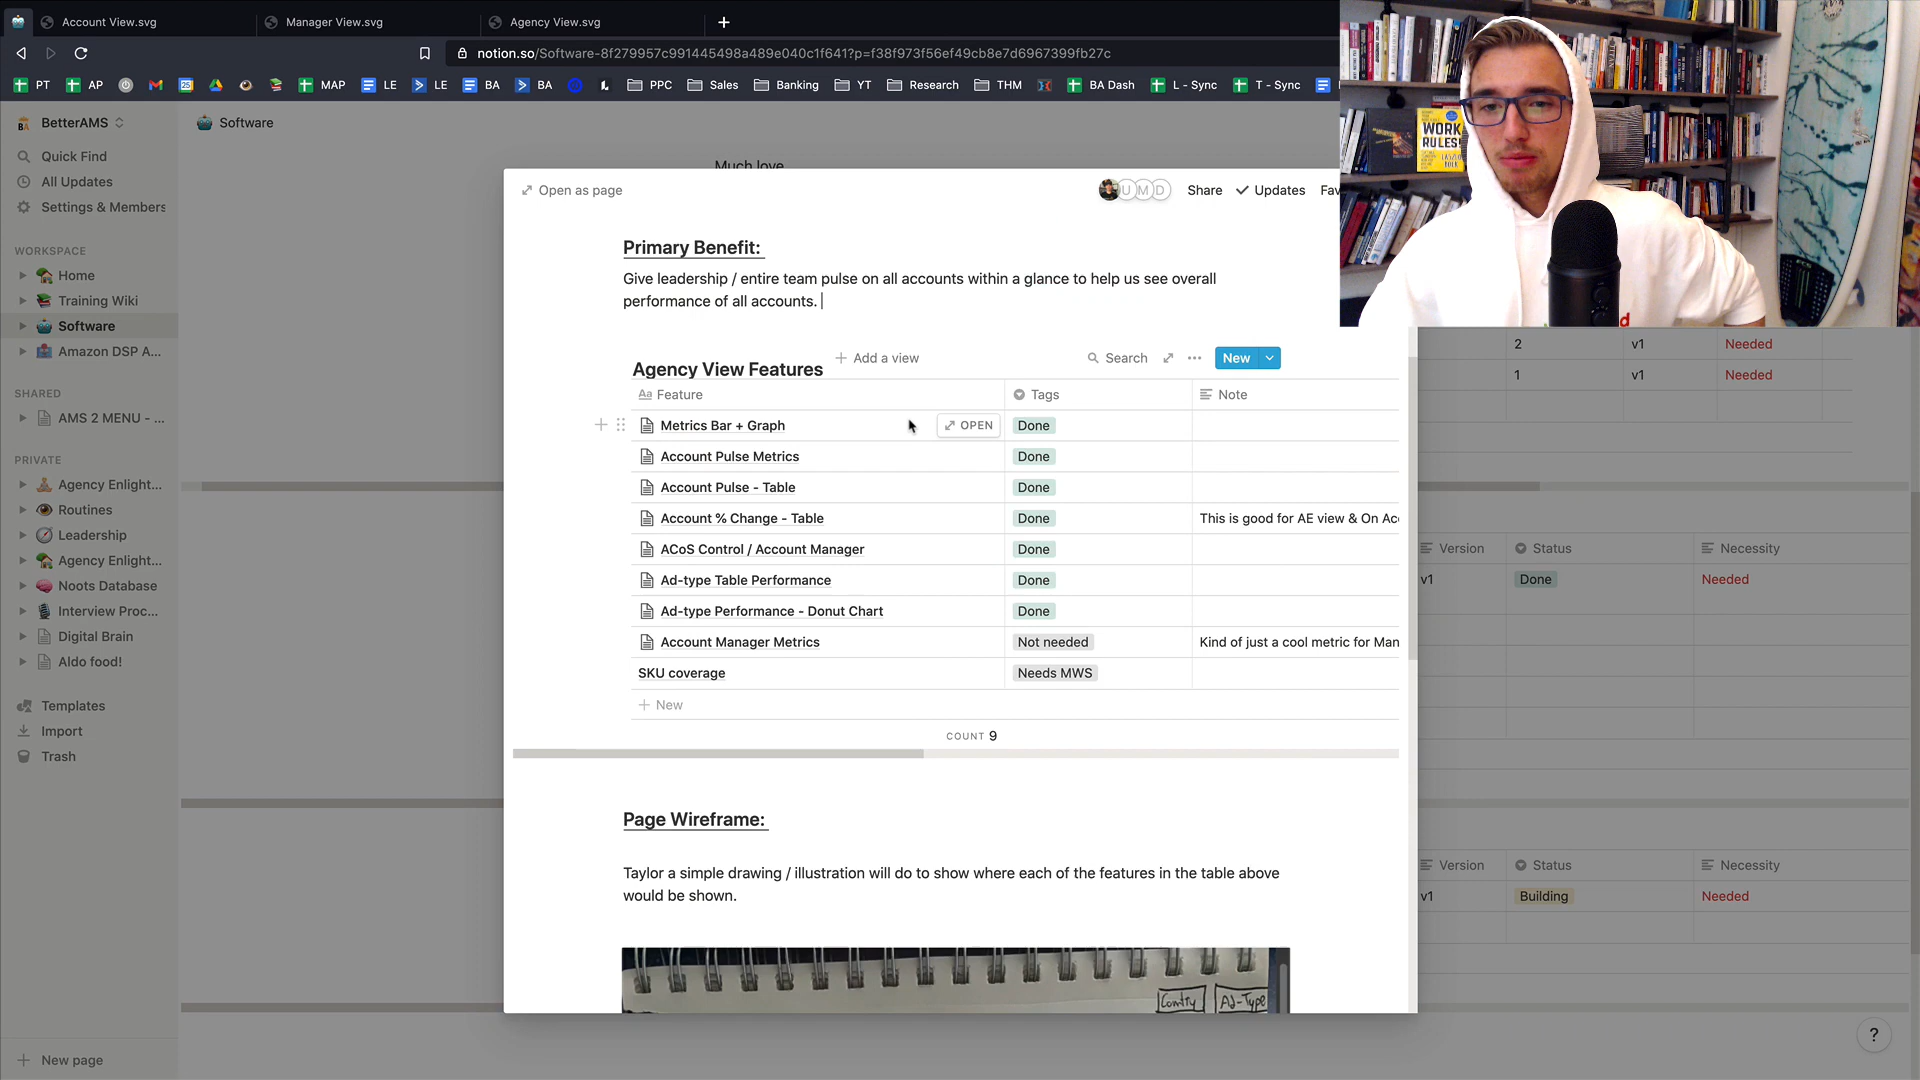 Account View.svg
Manager View.svg
Agency View.svg
notion.so/Software-8f279957c991445498a489e040c1f641?p=f38f973f56ef49cb8e7d6967399fb27c
PT
AP
MAP
LE
LE
BA
BA
PPC
Sales
Banking
YT
Research
THM
BA Dash
L - Sync
T - Sync
BetterAMS
Quick Find
All Updates
Settings & Members
WORKSPACE
Home
Training Wiki
Software
Amazon DSP A...
SHARED
AMS 2 MENU - ...
PRIVATE
Agency Enlight...
Routines
Leadership
Agency Enlight...
Noots Database
Interview Proc...
Digital Brain
Aldo food!
Templates
Import
Trash
New page
Software
Much love
Open as page
U M D
Share
Updates
Fav
Primary Benefit:
Give leadership / entire team pulse on all accounts within a glance to help us see overall
performance of all accounts.
Agency View Features
Add a view
Search
New
Aa Feature Tags Note
Metrics Bar + Graph OPEN Done
Account Pulse Metrics Done
Account Pulse - Table Done
Account % Change - Table Done This is good for AE view & On Ac
ACoS Control / Account Manager Done
Ad-type Table Performance Done
Ad-type Performance - Donut Chart Done
Account Manager Metrics Not needed Kind of just a cool metric for Man
SKU coverage Needs MWS
New
COUNT 9
Page Wireframe:
Taylor a simple drawing / illustration will do to show where each of the features in the table above
would be shown.
Contry Ad-Type
2 v1 Needed
1 v1 Needed
Version Status Necessity
v1 Done Needed
Version Status Necessity
v1 Building Needed
?
WORK
RULES!